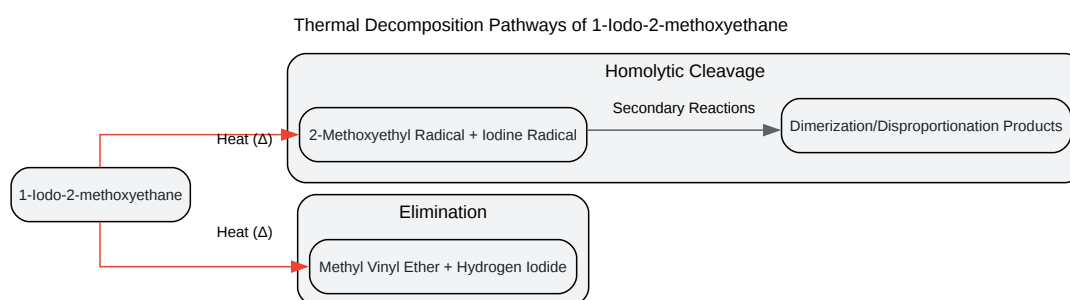 Thermal Decomposition Pathways of 1-Iodo-2-methoxyethane
Homolytic Cleavage
Secondary Reactions
2-Methoxyethyl Radical + Iodine Radical
Dimerization/Disproportionation Products
Heat (Δ)
1-Iodo-2-methoxyethane
Elimination
Heat (Δ)
Methyl Vinyl Ether + Hydrogen Iodide